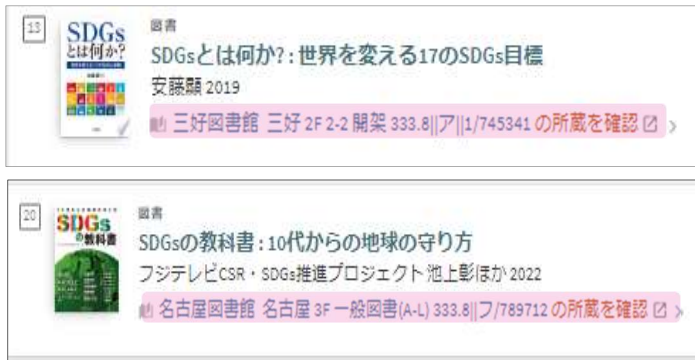 13
SDGs
とは何か?
図書
SDGsとは何か?:世界を変える17のSDGs目標
安藤顯 2019
三好図書館 三好 2F 2-2 開架 333.8||ア||1/745341 の所蔵を確認
20
SDGs
の教科書
図書
SDGsの教科書:10代からの地球の守り方
フジテレビCSR・SDGs推進プロジェクト 池上彰ほか 2022
名古屋図書館 名古屋 3F 一般図書(A-L) 333.8||フ/789712 の所蔵を確認